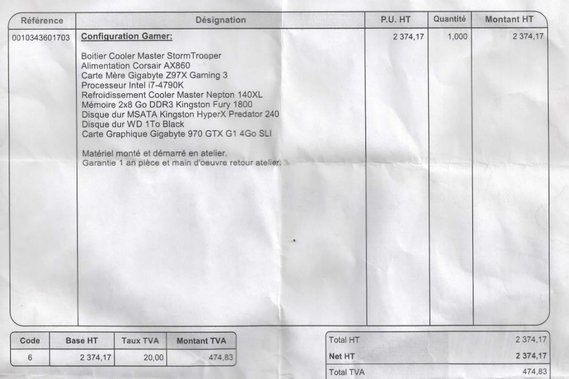 Référence Désignation P.U. HT Quantité Montant HT
0010343601703 Configuration Gamer: 2 374,17 1,000 2 374,17
Boitier Cooler Master StormTrooper
Alimentation Corsair AX860
Carte Mère Gigabyte Z97X Gaming 3
Processeur Intel i7-4790K
Refroidissement Cooler Master Nepton 140XL
Mémoire 2x8 Go DDR3 Kingston Fury 1800
Disque dur MSATA Kingston HyperX Predator 240
Disque dur WD 1To Black
Carte Graphique Gigabyte 970 GTX G1 4Go SLI
Matériel monté et démarré en atelier.
Garantie 1 an pièce et main d'oeuvre retour atelier.
Code Base HT Taux TVA Montant TVA
6 2 374,17 20,00 474,83
Total HT 2 374,17
Net HT 2 374,17
Total TVA 474,83